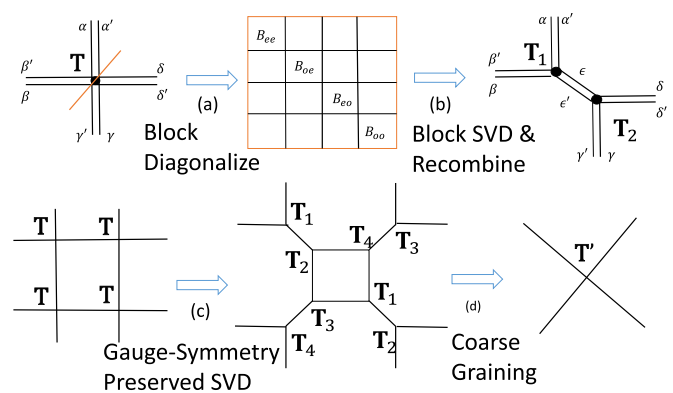 α α′
β′ T δ
β δ′
γ′ γ
(a)
Block
Diagonalize
B_ee
B_oe
B_eo
B_oo
(b)
Block SVD &
Recombine
α α′
β′ T₁ ϵ
β ϵ′ δ
δ′
T₂
γ′ γ
T T
T T
(c)
Gauge-Symmetry
Preserved SVD
T₁
T₂ T₄ T₃
T₁
T₃
T₄ T₂
(d)
Coarse
Graining
T'